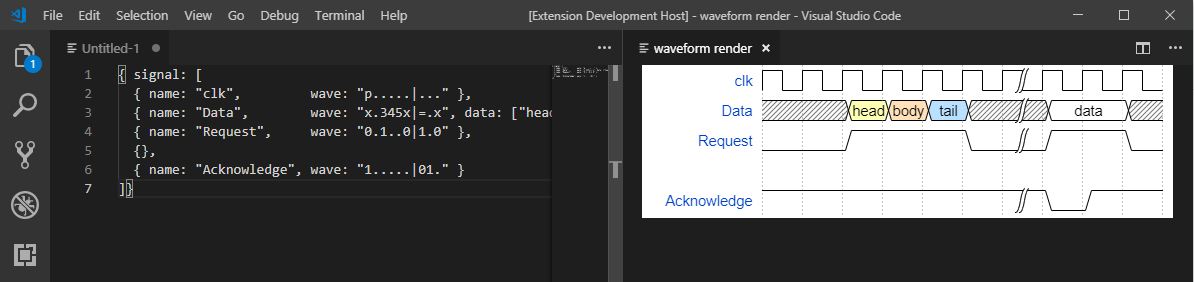 File Edit Selection View Go Debug Terminal Help [Extension Development Host] - waveform render - Visual Studio Code
Untitled-1
waveform render
1
1 { signal: [
2 { name: "clk", wave: "p.....|..." },
3 { name: "Data", wave: "x.345x|=.x", data: ["head
4 { name: "Request", wave: "0.1..0|1.0" },
5 {},
6 { name: "Acknowledge", wave: "1.....|01." }
7 ]}
clk
Data head body tail data
Request
Acknowledge